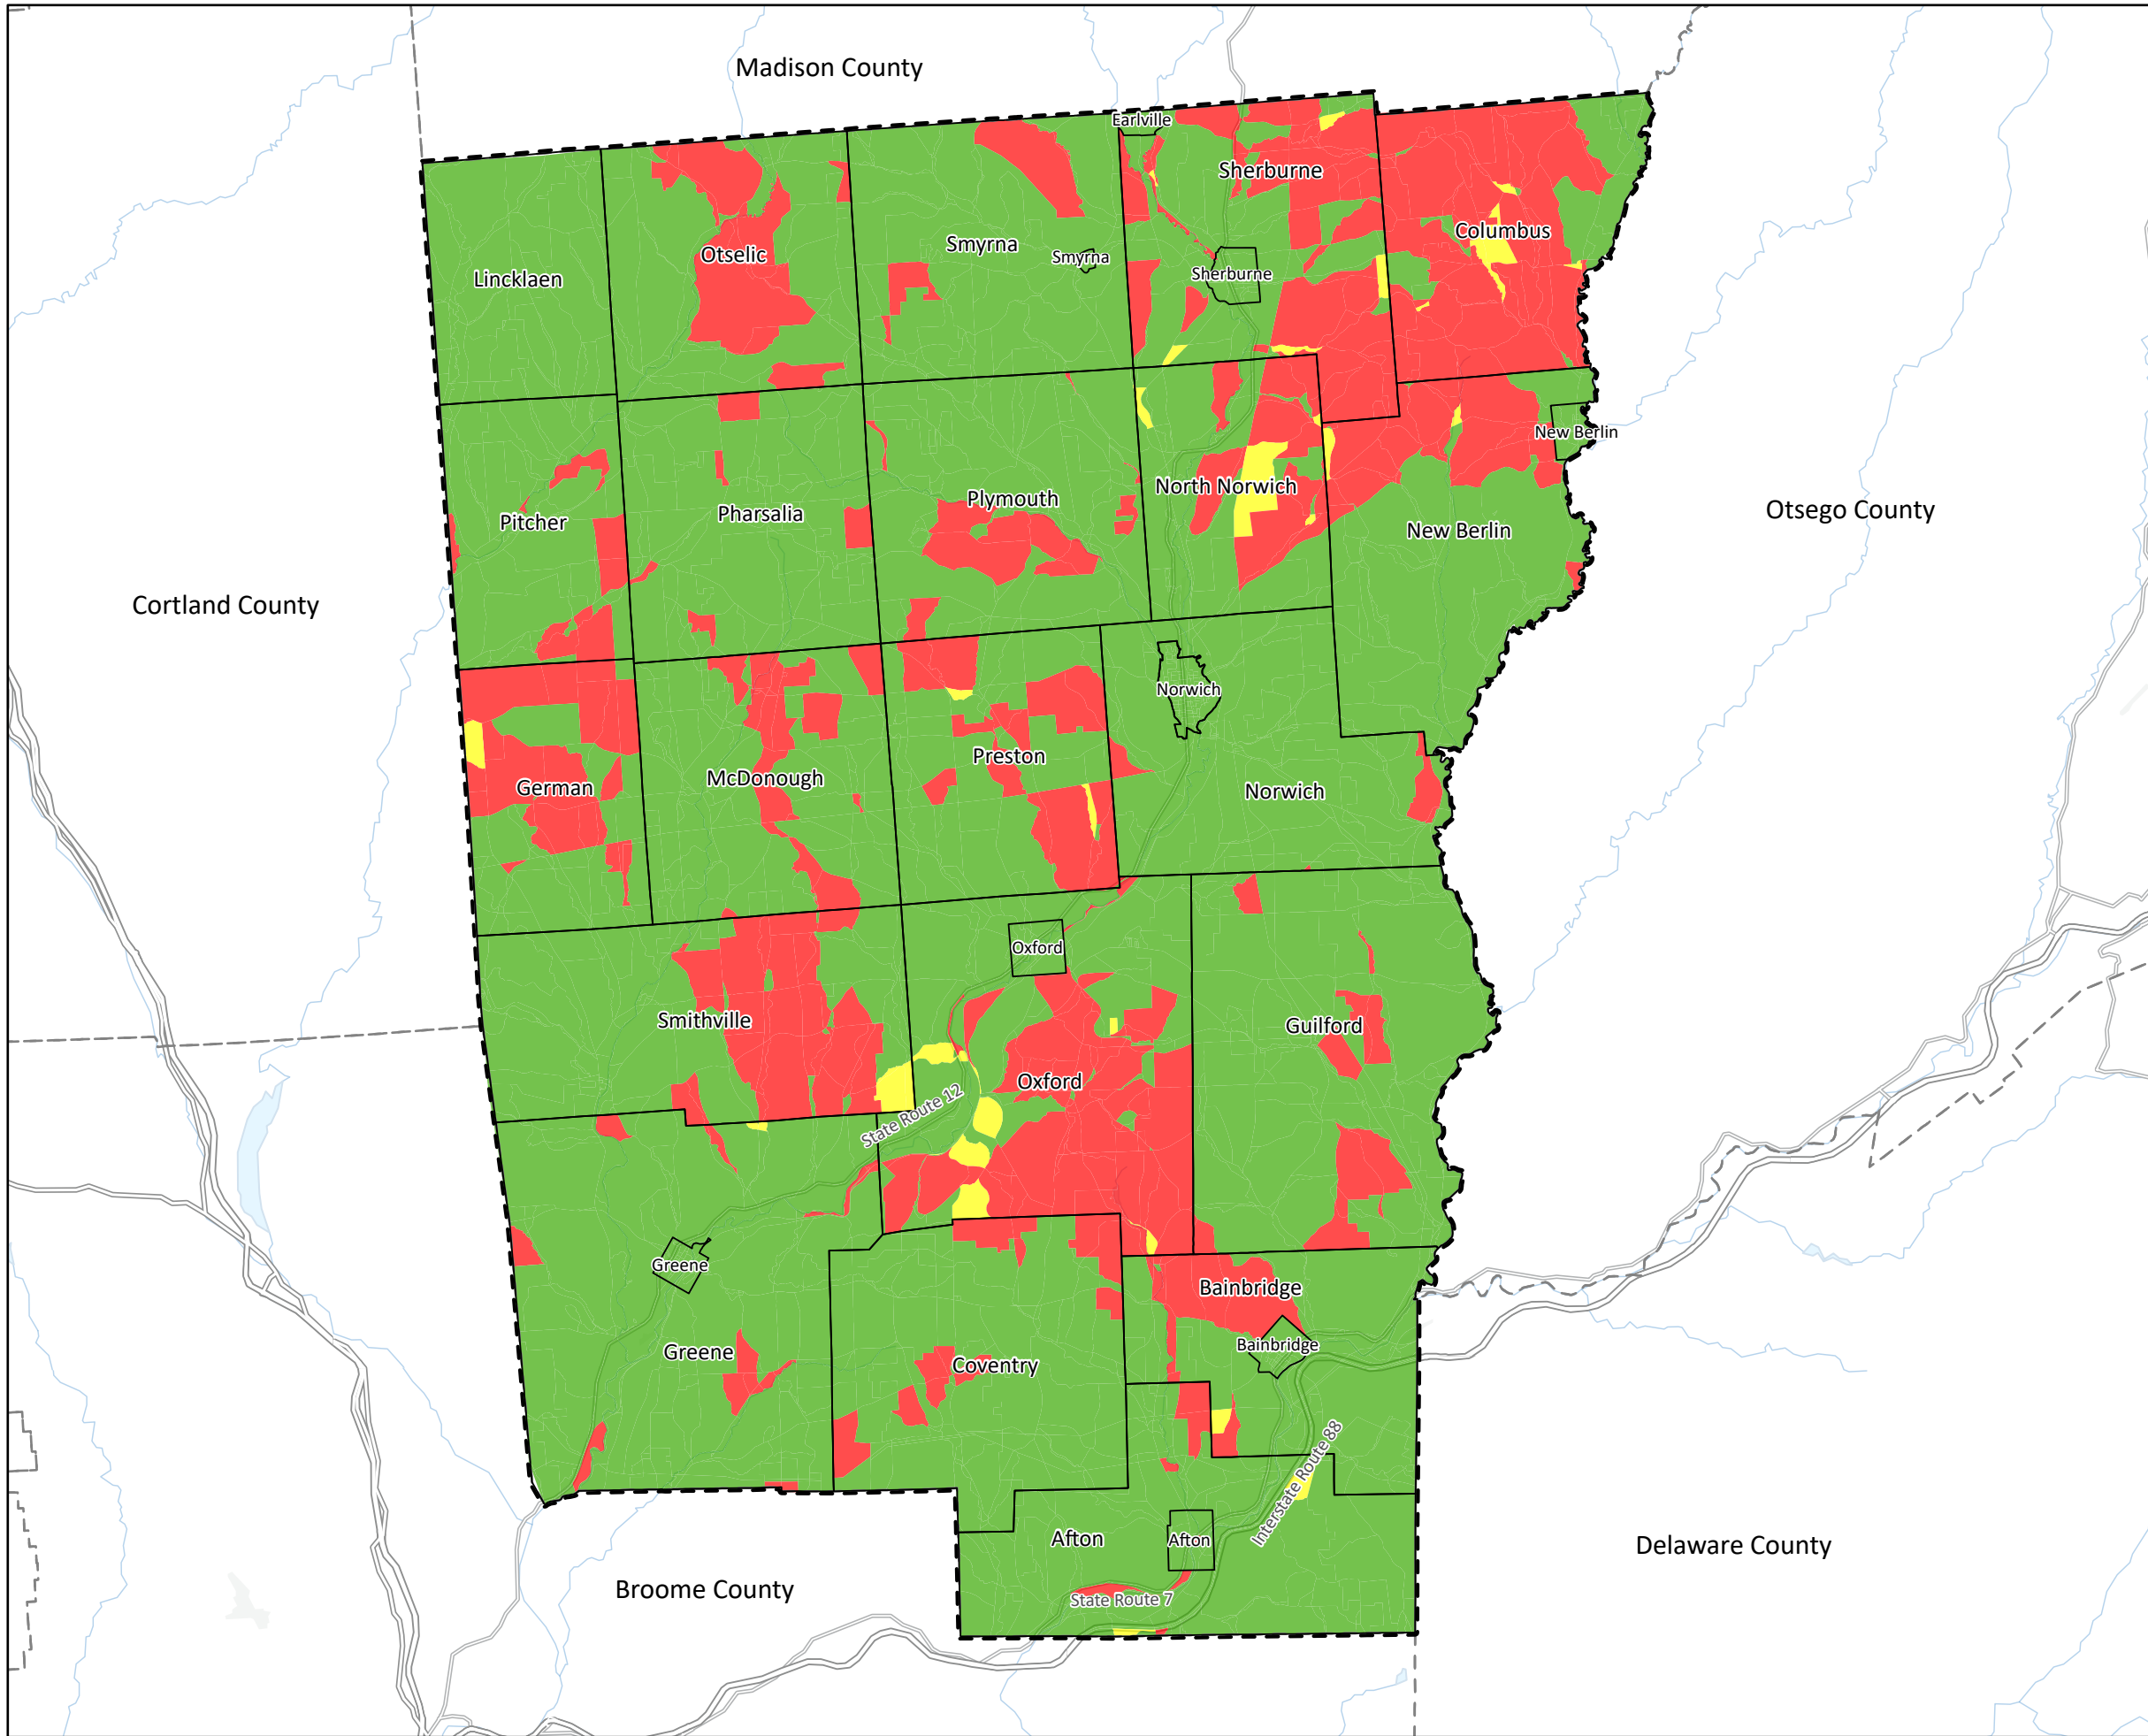 Madison County
Earlville
Sherburne
Columbus
Smyrna
Otselic
Smyrna
Sherburne
Lincklaen
New Berlin
North Norwich
Plymouth
Otsego County
Pharsalia
Pitcher
New Berlin
Cortland County
Norwich
Preston
McDonough
German
Norwich
Oxford
Smithville
Guilford
Oxford
State Route 12
Greene
Bainbridge
Bainbridge
Greene
Coventry
Interstate Route 88
Afton
Afton
Delaware County
Broome County
State Route 7